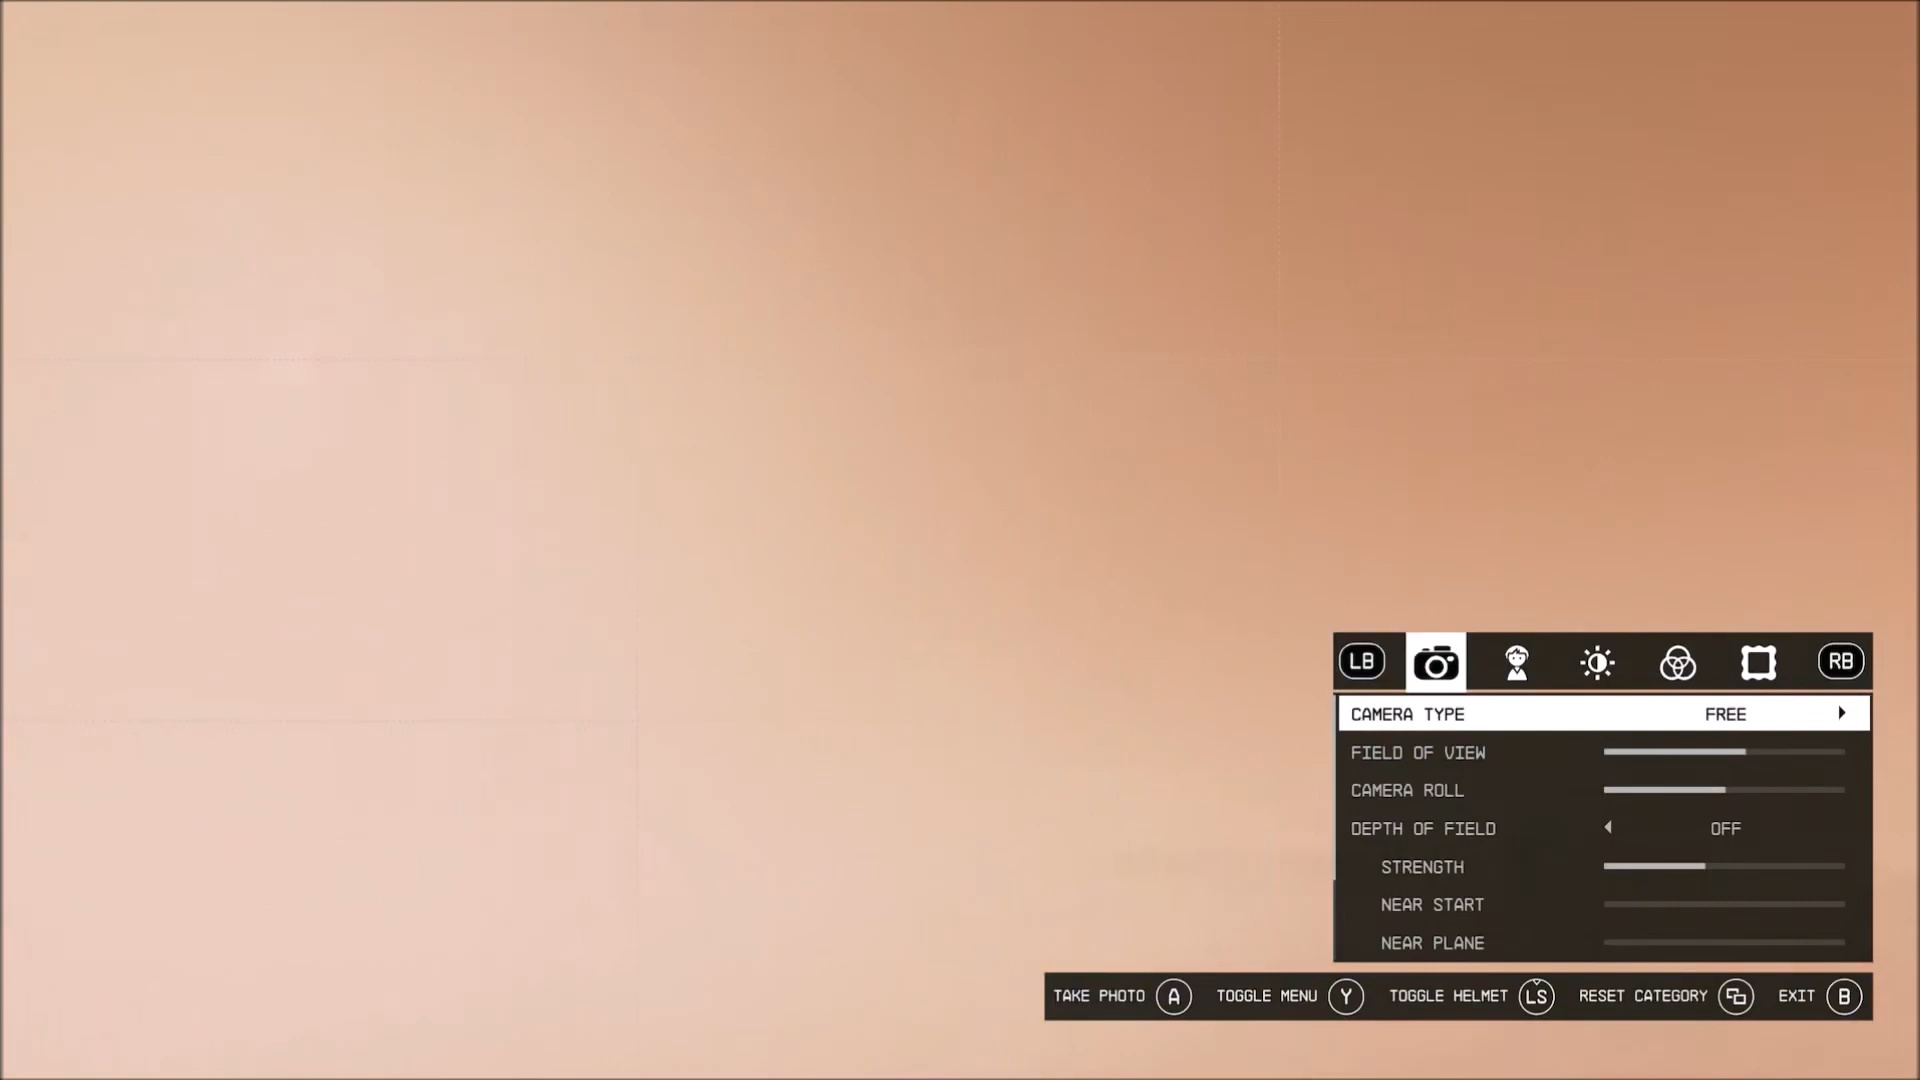 LB RB
CAMERA TYPE FREE
FIELD OF VIEW
CAMERA ROLL
DEPTH OF FIELD OFF
STRENGTH
NEAR START
NEAR PLANE
TAKE PHOTO A TOGGLE MENU Y TOGGLE HELMET LS RESET CATEGORY EXIT B